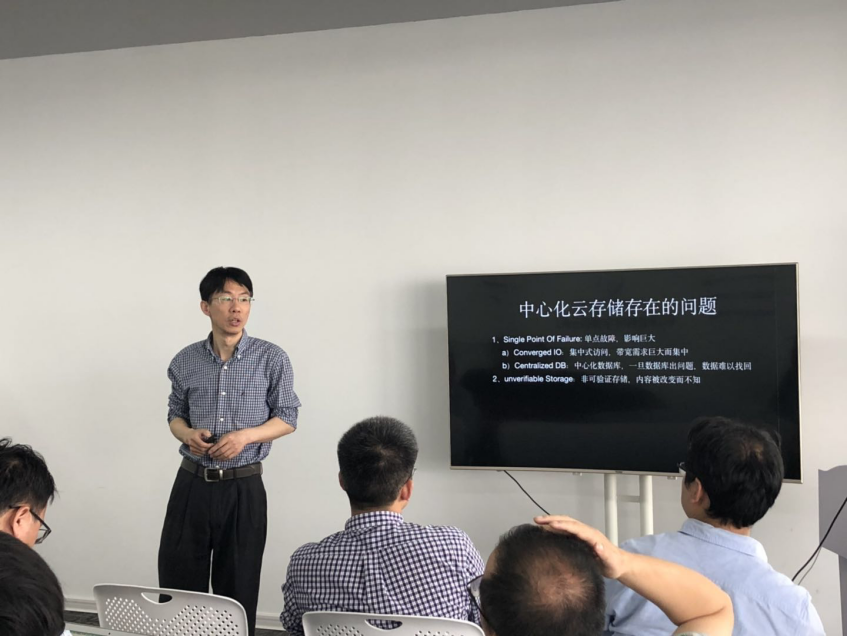 中心化云存储存在的问题
1、Single Point Of Failure: 单点故障，影响巨大
a）Converged IO：集中式访问，带宽需求巨大而集中
b）Centralized DB：中心化数据库，一旦数据库出问题，数据难以找回
2、unverifiable Storage：非可验证存储，内容被改变而不知